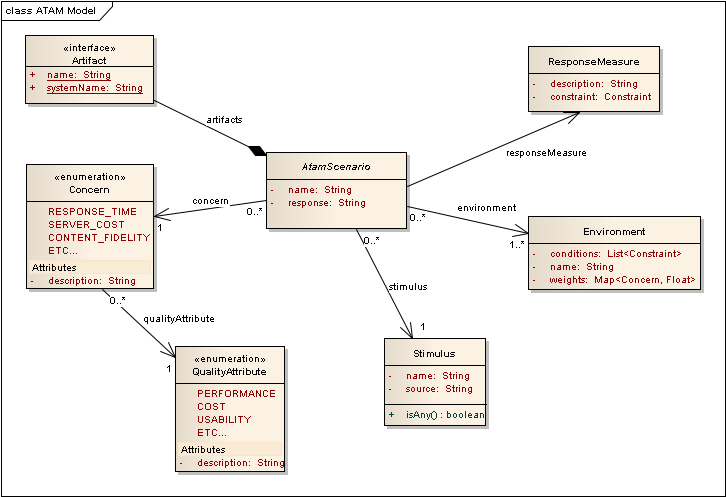 class ATAM Model
«interface»
Artifact
+ name: String
+ systemName: String
artifacts
ResponseMeasure
- description: String
- constraint: Constraint
responseMeasure
AtamScenario
- name: String
- response: String
«enumeration»
Concern
RESPONSE_TIME
SERVER_COST
CONTENT_FIDELITY
ETC...
Attributes
- description: String
concern
1
0..*
environment
0..*
1..*
Environment
- conditions: List<Constraint>
- name: String
- weights: Map<Concern, Float>
0..*
stimulus
1
Stimulus
- name: String
- source: String
+ isAny() : boolean
0..*
qualityAttribute
1
«enumeration»
QualityAttribute
PERFORMANCE
COST
USABILITY
ETC...
Attributes
- description: String